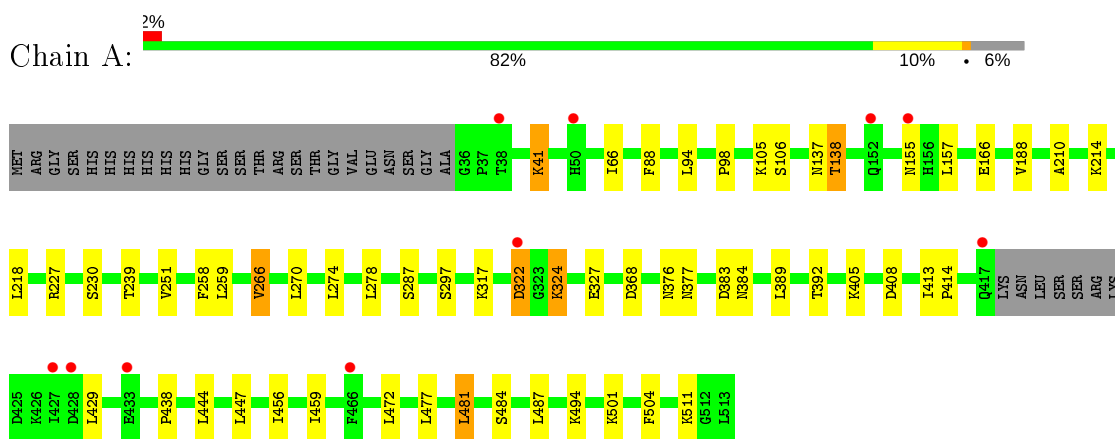 2%
Chain A:
82% 10% • 6%
MET ARG GLY SER HIS HIS HIS HIS HIS HIS GLY SER SER THR ARG SER THR THR GLY VAL GLU ASN SER GLY ALA G36 P37 T38 K41 H50 I66 F88 L94 P98 K105 S106 N137 T138 Q152 N155 H156 L157 E166 V188 A210 K214
L218 R227 S230 T239 V251 F258 L259 V266 L270 L274 L278 S287 S297 K317 D322 G323 K324 E327 D368 N376 N377 D383 N384 L389 T392 K405 D408 I413 P414 Q417 LYS ASN LEU SER SER ARG LYS
D425 K426 I427 D428 L429 E433 P438 L444 L447 I456 I459 F466 L472 L477 L481 S484 L487 K494 K501 F504 K511 G512 L513